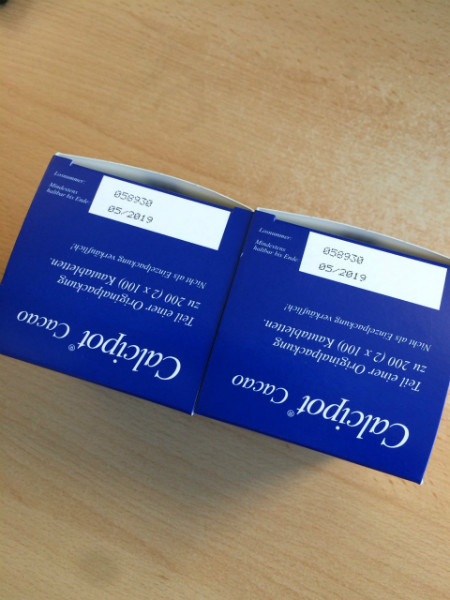 Losnummer:
058930
Mindestens
haltbar bis Ende:
05/2019
Calcipot® Cacao
Teil einer Originalpackung
zu 200 (2 x 100) Kautabletten.
Nicht als Einzelpackung verkäuflich!
Losnummer:
058930
Mindestens
haltbar bis Ende:
05/2019
Calcipot® Cacao
Teil einer Originalpackung
zu 200 (2 x 100) Kautabletten.
Nicht als Einzelpackung verkäuflich!